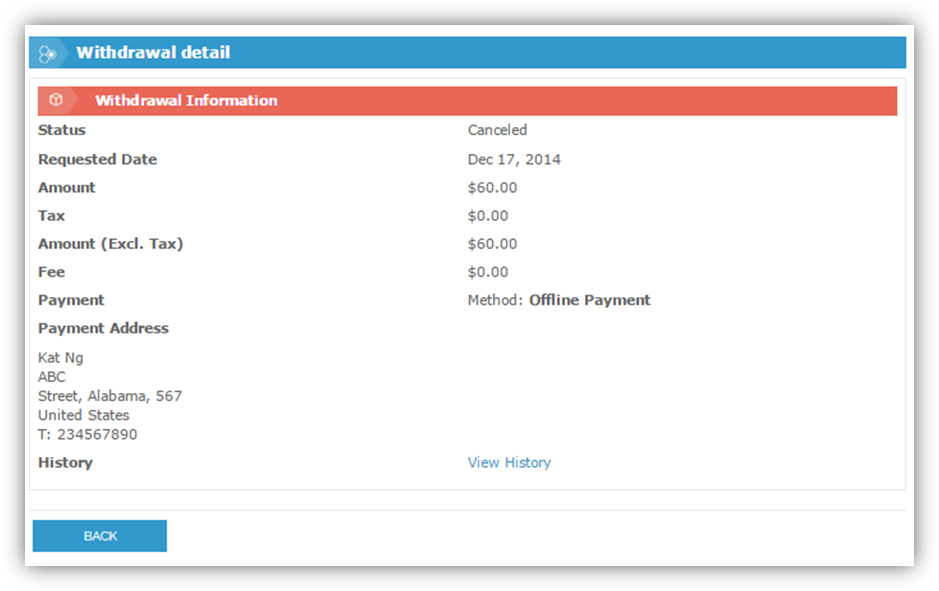 Withdrawal detail
Withdrawal Information
Status Canceled
Requested Date Dec 17, 2014
Amount $60.00
Tax $0.00
Amount (Excl. Tax) $60.00
Fee $0.00
Payment Method: Offline Payment
Payment Address
Kat Ng
ABC
Street, Alabama, 567
United States
T: 234567890
History View History
BACK